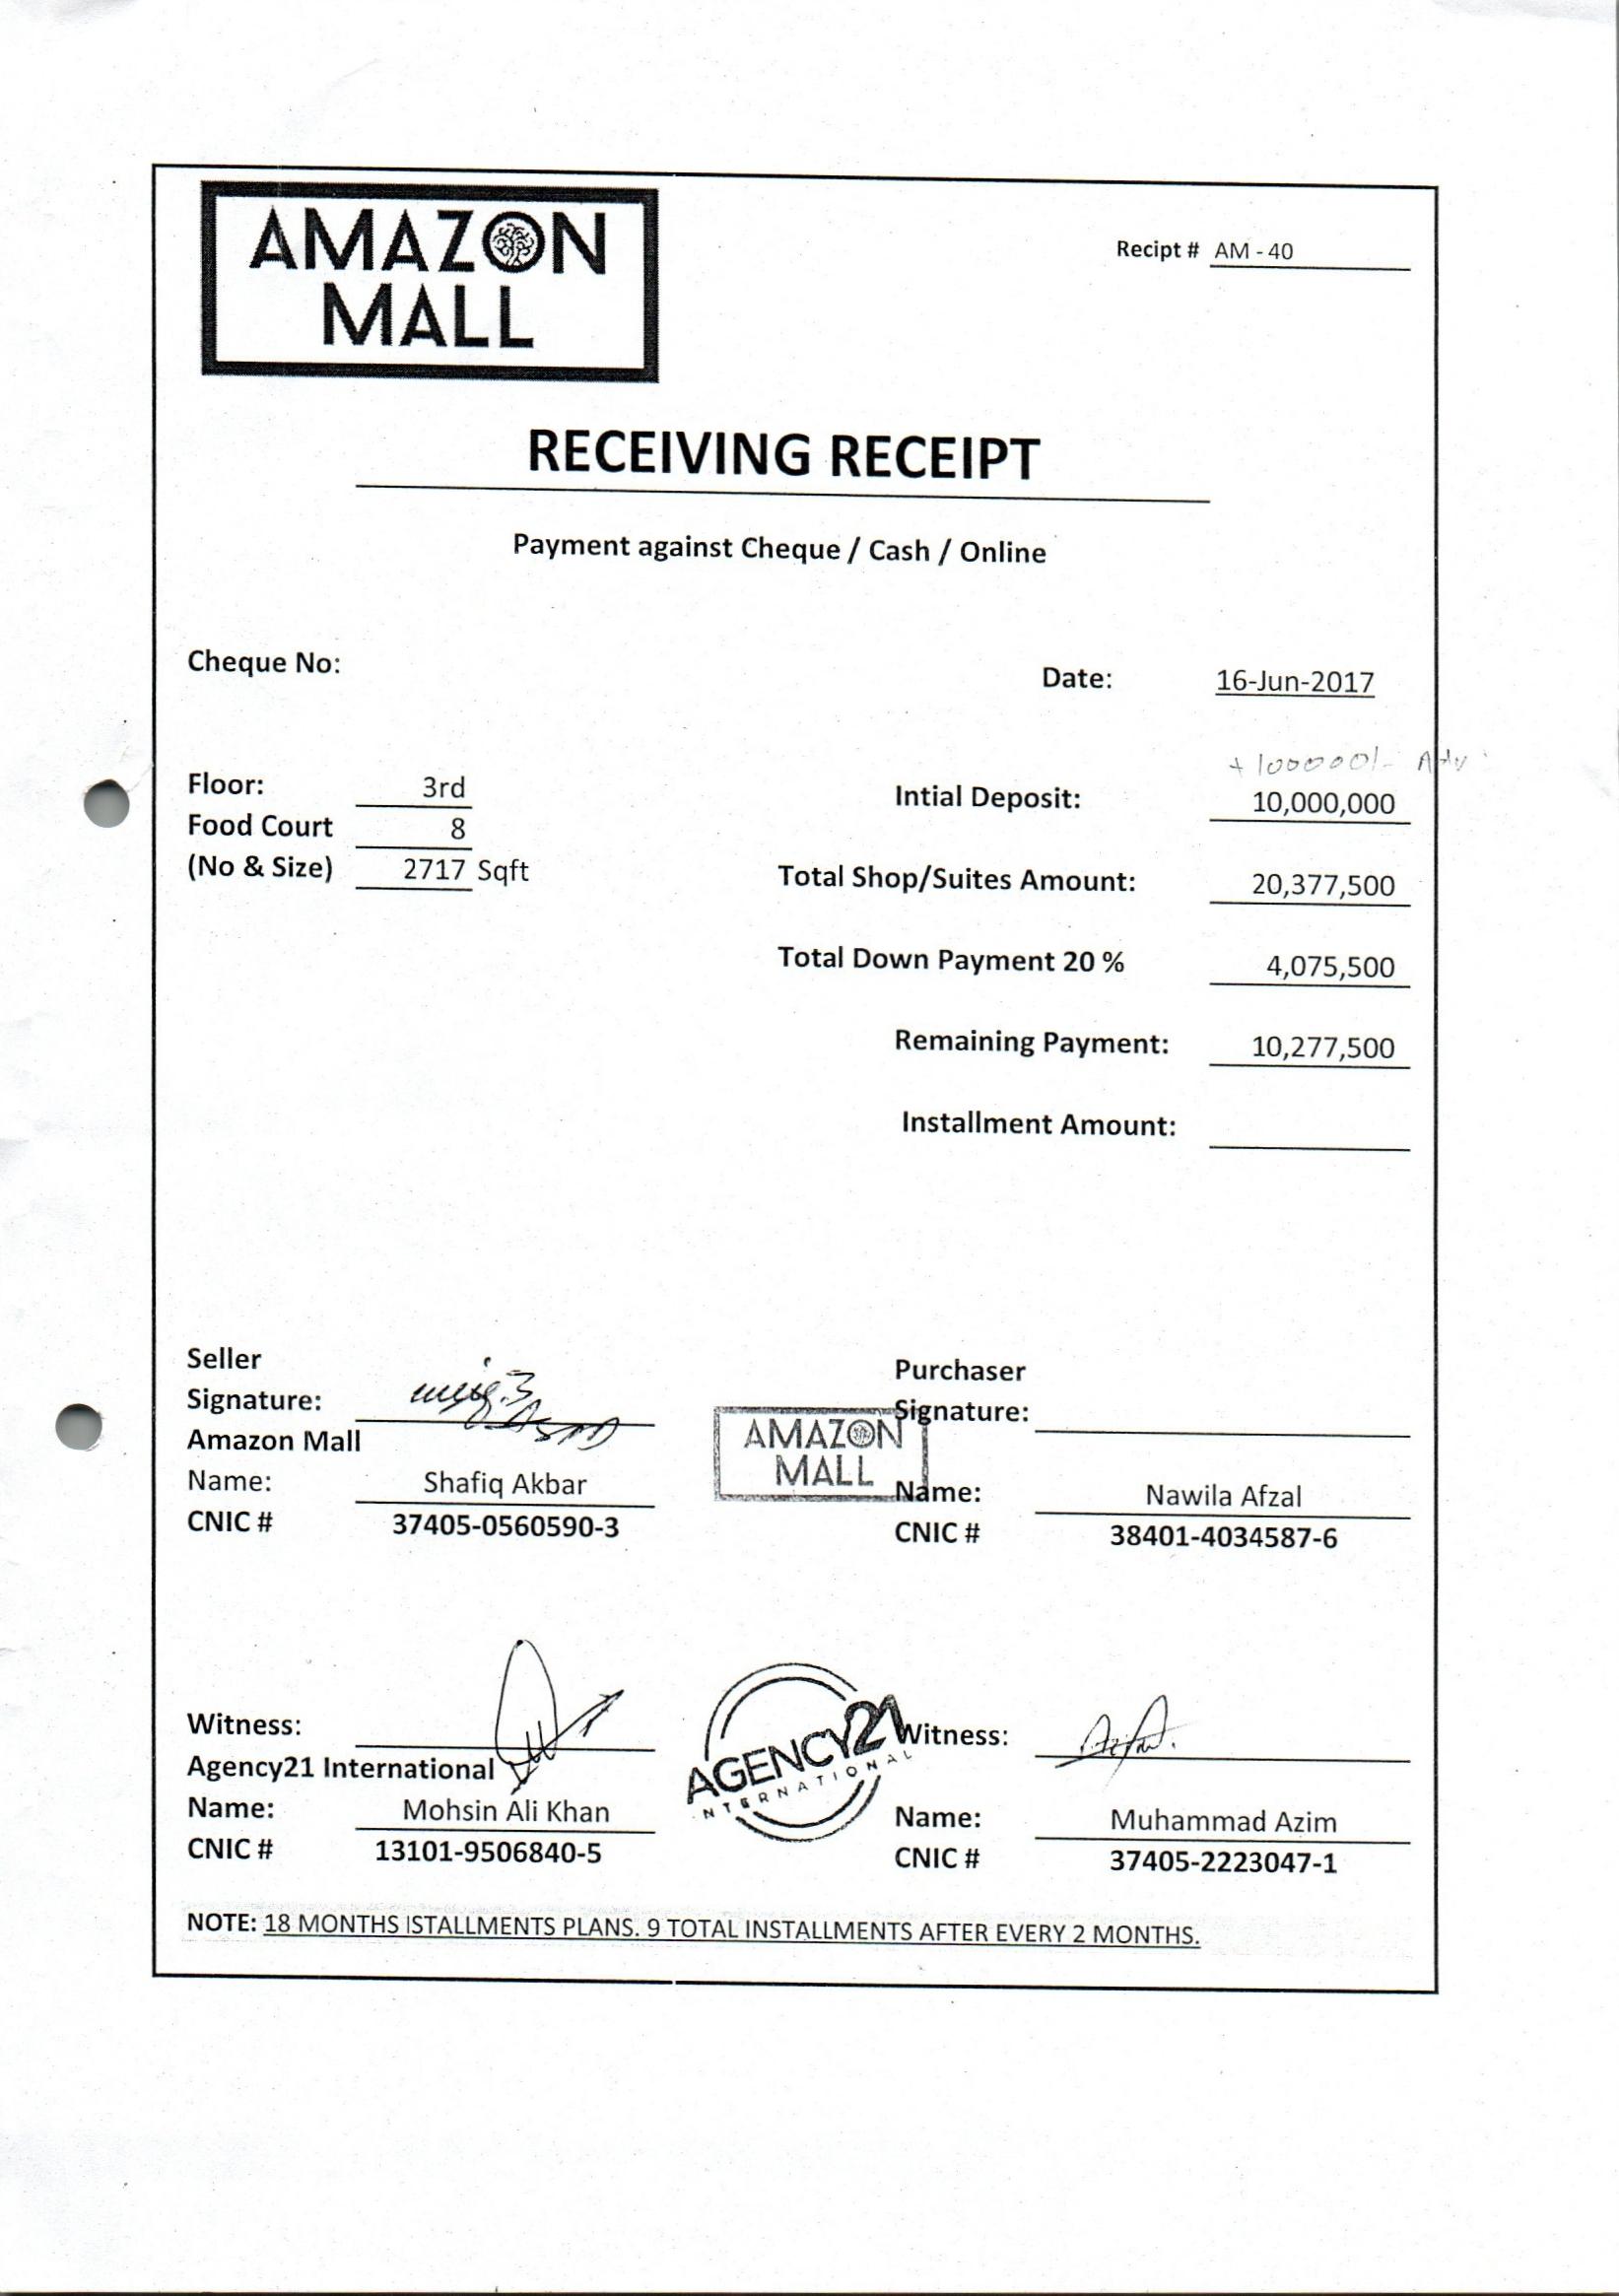 AMAZON
MALL
Recipt # AM - 40
RECEIVING RECEIPT
Payment against Cheque / Cash / Online
Cheque No:
Date: 16-Jun-2017
+ 1000000/- Adv
Floor: 3rd
Intial Deposit: 10,000,000
Food Court 8
(No & Size) 2717 Sqft
Total Shop/Suites Amount: 20,377,500
Total Down Payment 20 % 4,075,500
Remaining Payment: 10,277,500
Installment Amount:
Seller
Signature:
Amazon Mall
Name: Shafiq Akbar
CNIC # 37405-0560590-3
AMAZON
MALL
Purchaser
Signature:
Name: Nawila Afzal
CNIC # 38401-4034587-6
Witness:
Agency21 International
Name: Mohsin Ali Khan
CNIC # 13101-9506840-5
AGENCY21
INTERNATIONAL
Witness:
Name: Muhammad Azim
CNIC # 37405-2223047-1
NOTE: 18 MONTHS ISTALLMENTS PLANS. 9 TOTAL INSTALLMENTS AFTER EVERY 2 MONTHS.